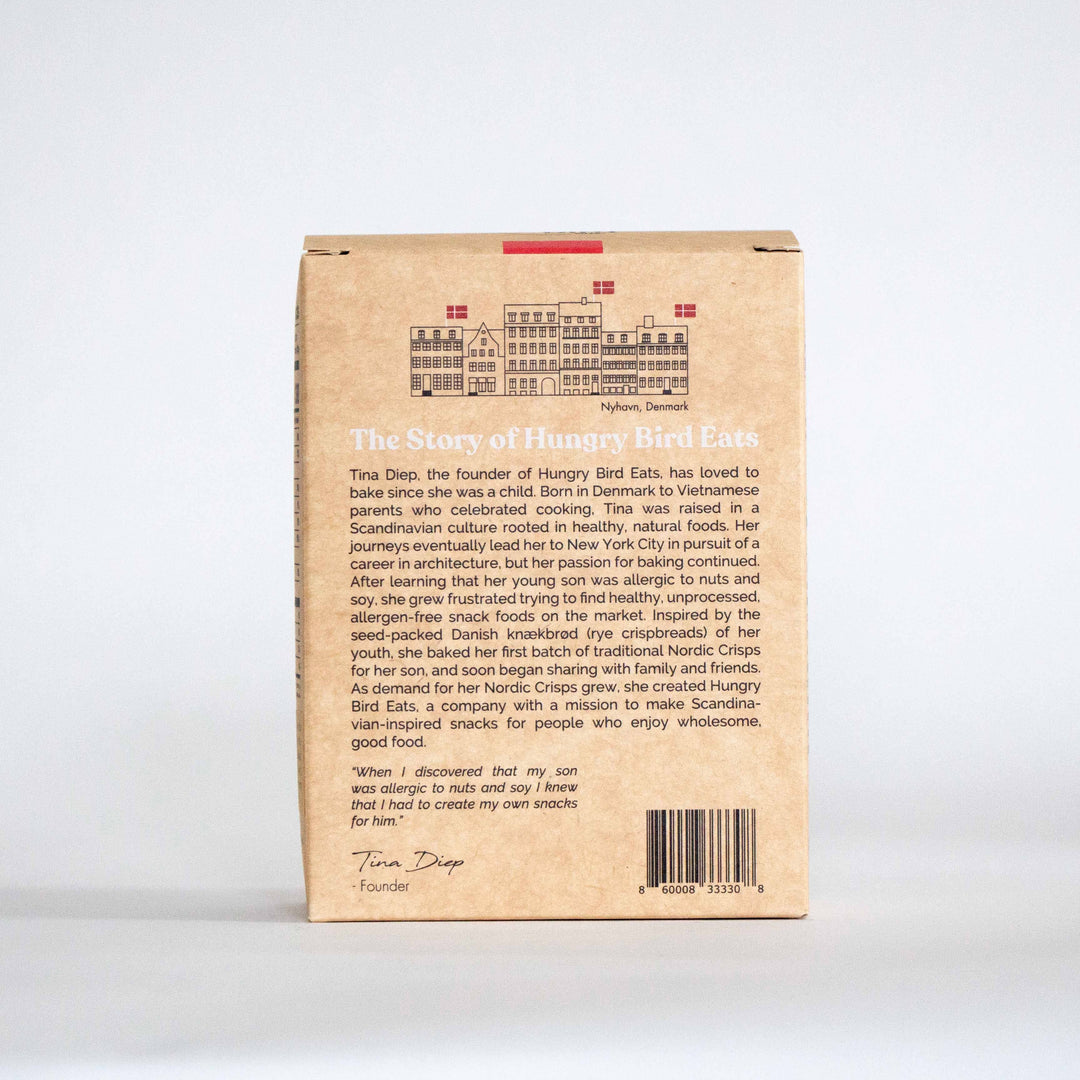 Nyhavn, Denmark
The Story of Hungry Bird Eats
Tina Diep, the founder of Hungry Bird Eats, has loved to
bake since she was a child. Born in Denmark to Vietnamese
parents who celebrated cooking, Tina was raised in a
Scandinavian culture rooted in healthy, natural foods. Her
journeys eventually lead her to New York City in pursuit of a
career in architecture, but her passion for baking continued.
After learning that her young son was allergic to nuts and
soy, she grew frustrated trying to find healthy, unprocessed,
allergen-free snack foods on the market. Inspired by the
seed-packed Danish knækbrød (rye crispbreads) of her
youth, she baked her first batch of traditional Nordic Crisps
for her son, and soon began sharing with family and friends.
As demand for her Nordic Crisps grew, she created Hungry
Bird Eats, a company with a mission to make Scandina-
vian-inspired snacks for people who enjoy wholesome,
good food.
"When I discovered that my son
was allergic to nuts and soy I knew
that I had to create my own snacks
for him."
Tina Diep
- Founder
8 60008 33330 8